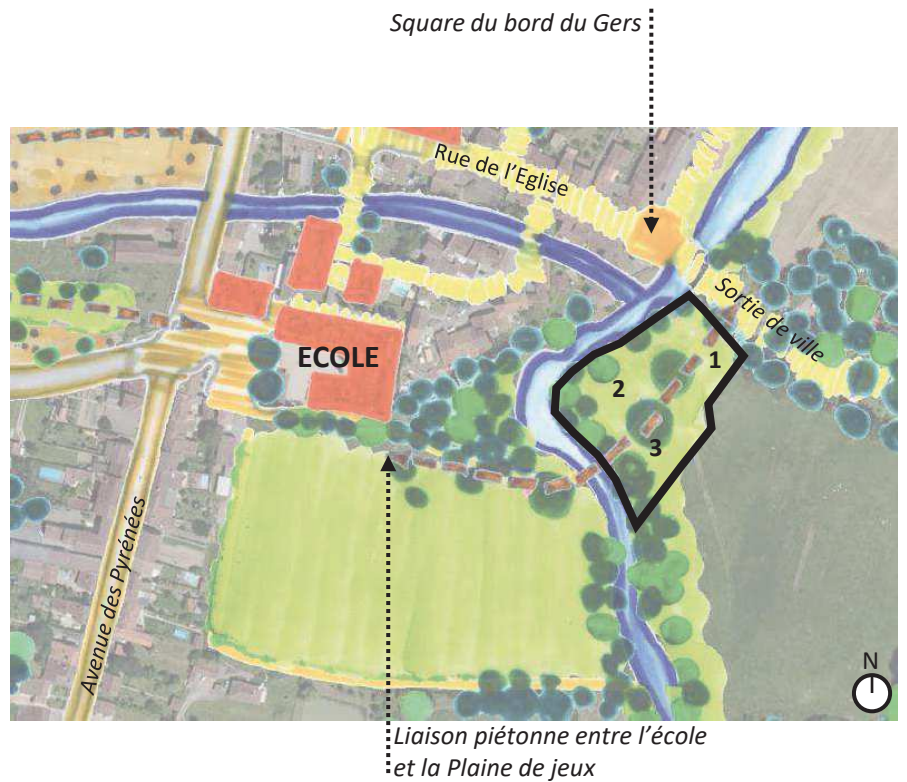 Square du bord du Gers
Rue de l'Eglise
Sortie de ville
ECOLE
1
2
3
Avenue des Pyrénées
N
Liaison piétonne entre l'école
et la Plaine de jeux